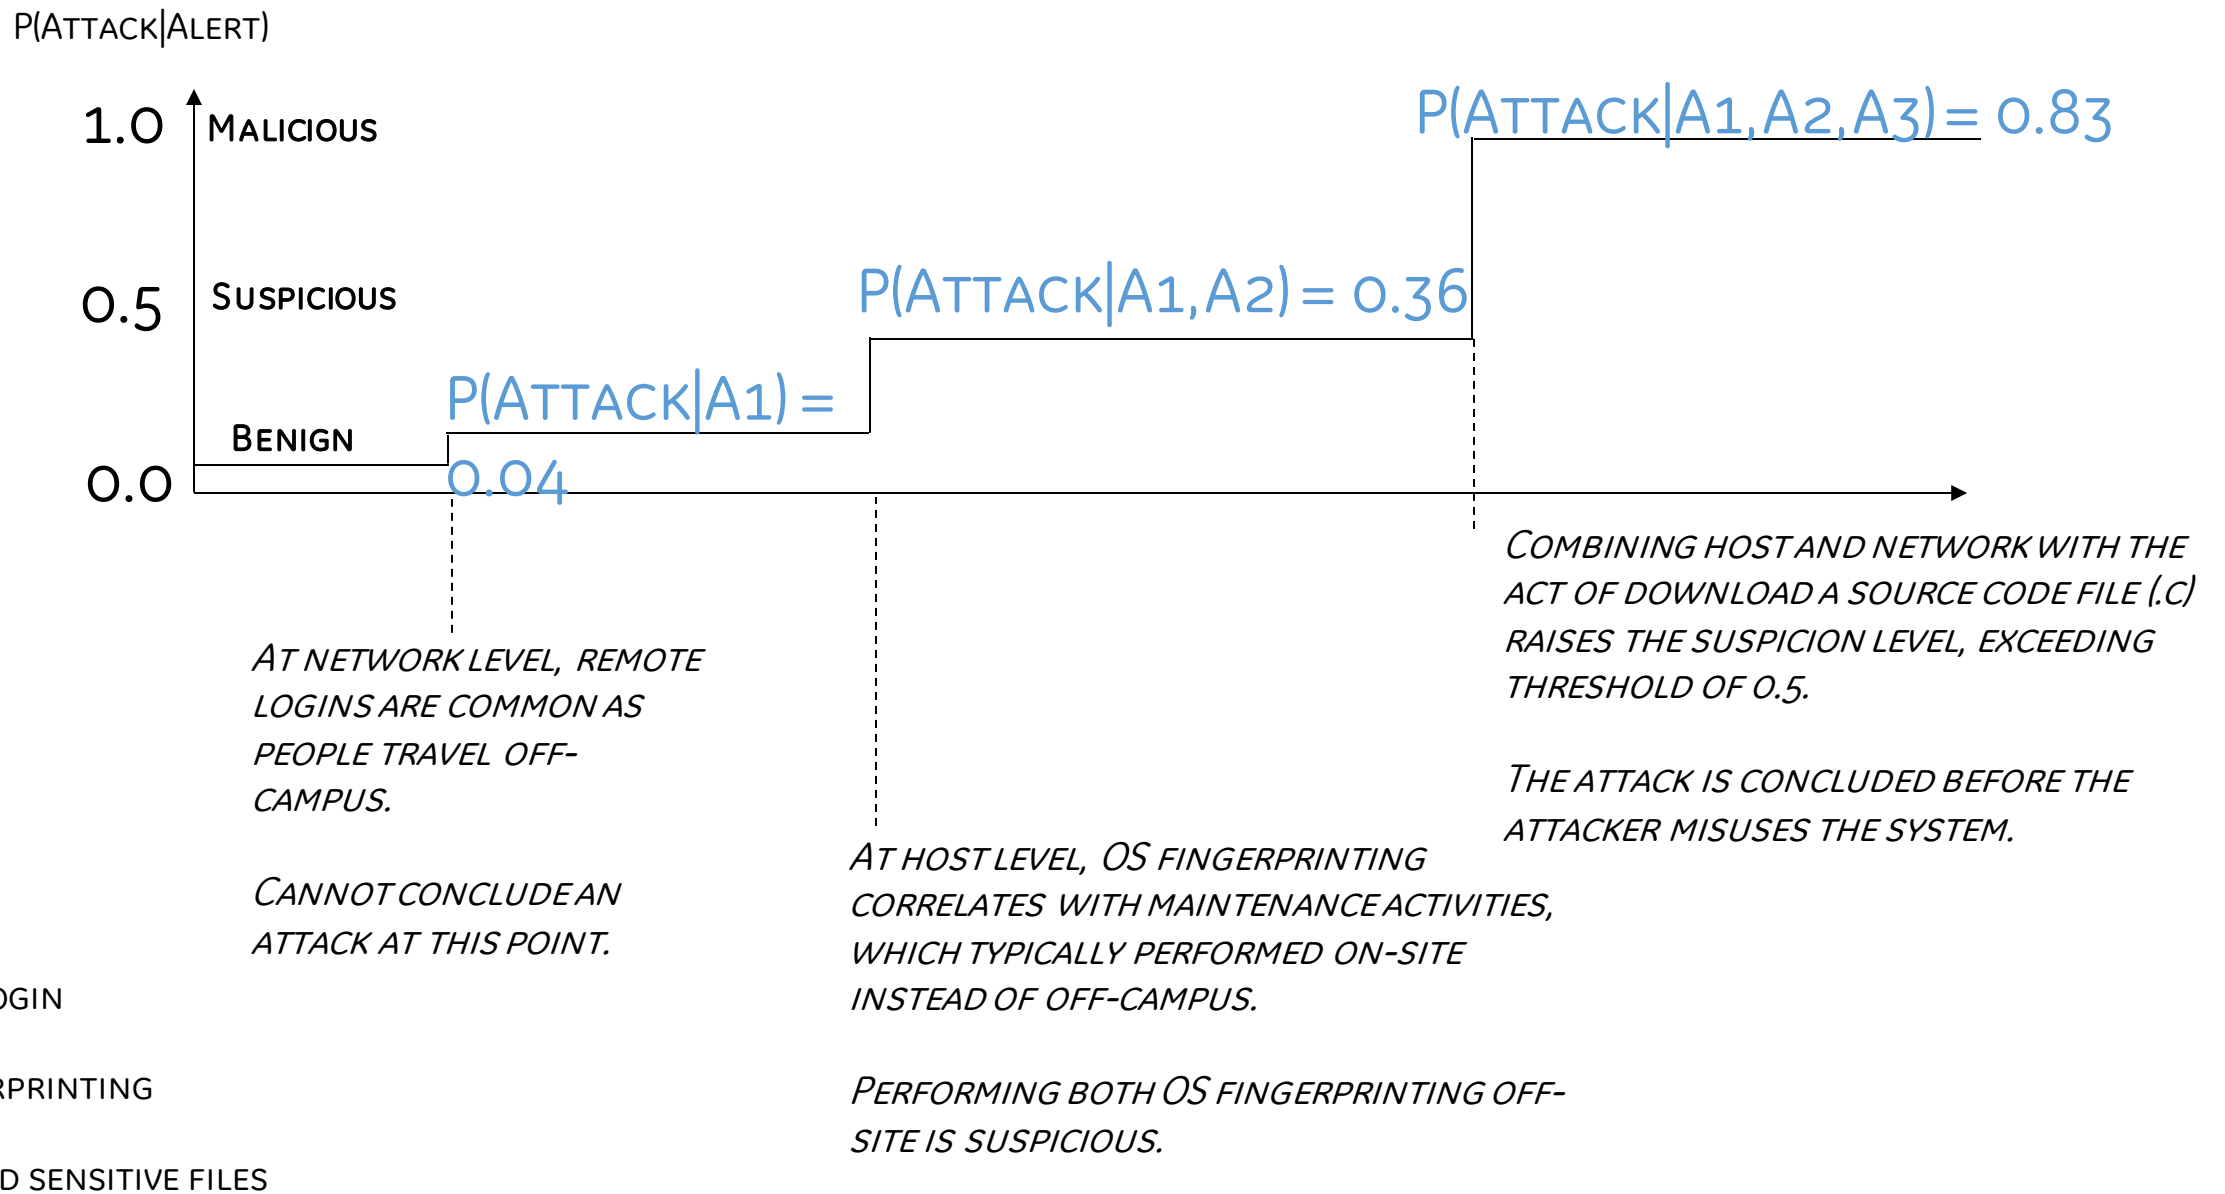 P(Attack|Alert)
1.0
Malicious
P(Attack|A1,A2,A3) = 0.83
0.5
Suspicious
P(Attack|A1,A2) = 0.36
P(Attack|A1) =
0.04
Benign
0.0
At network level, remote
logins are common as
people travel off-
campus.
Cannot conclude an
attack at this point.
At host level, OS fingerprinting
correlates with maintenance activities,
which typically performed on-site
instead of off-campus.
Performing both OS fingerprinting off-
site is suspicious.
Combining host and network with the
act of download a source code file (.c)
raises the suspicion level, exceeding
threshold of 0.5.
The attack is concluded before the
attacker misuses the system.
ogin
rprinting
d sensitive files